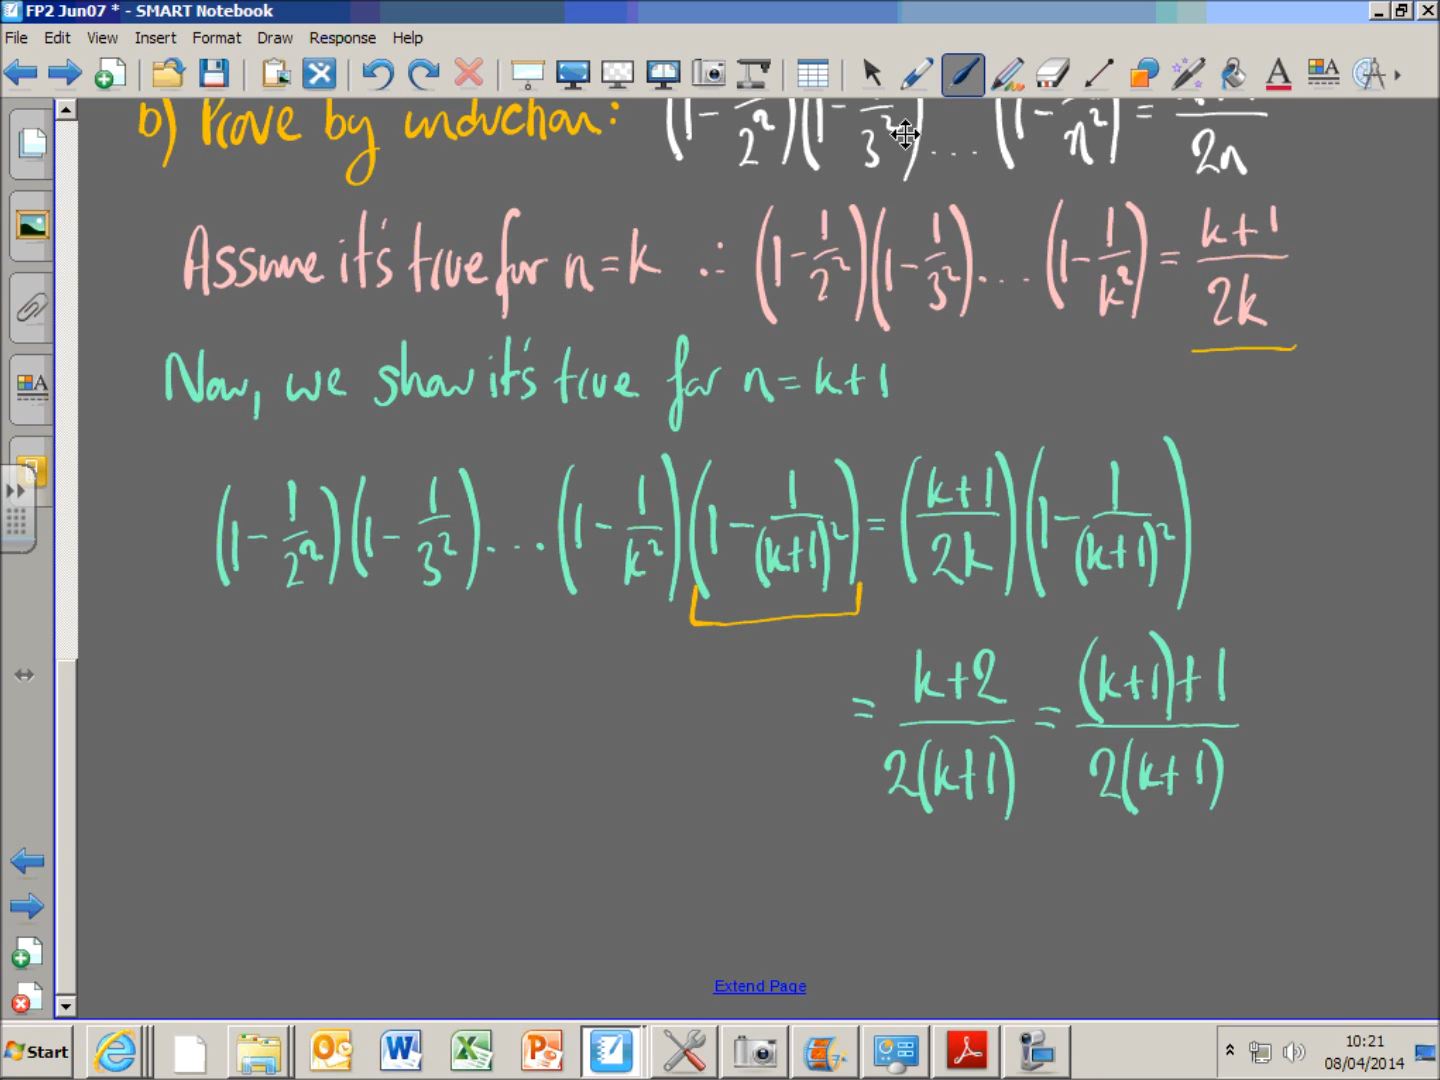 FP2 Jun07 * - SMART Notebook
File Edit View Insert Format Draw Response Help
b) Prove by induction: (1 - 1/2²)(1 - 1/3²) ... (1 - 1/n²) = /2n
Assume it's true for n = k ∴ (1 - 1/2²)(1 - 1/3²) ... (1 - 1/k²) = (k+1)/2k
Now, we show it's true for n = k+1
(1 - 1/2²)(1 - 1/3²) ... (1 - 1/k²)(1 - 1/(k+1)²) = ((k+1)/2k)(1 - 1/(k+1)²)
= (k+2)/2(k+1) = ((k+1)+1)/2(k+1)
Extend Page
Start
10:21
08/04/2014